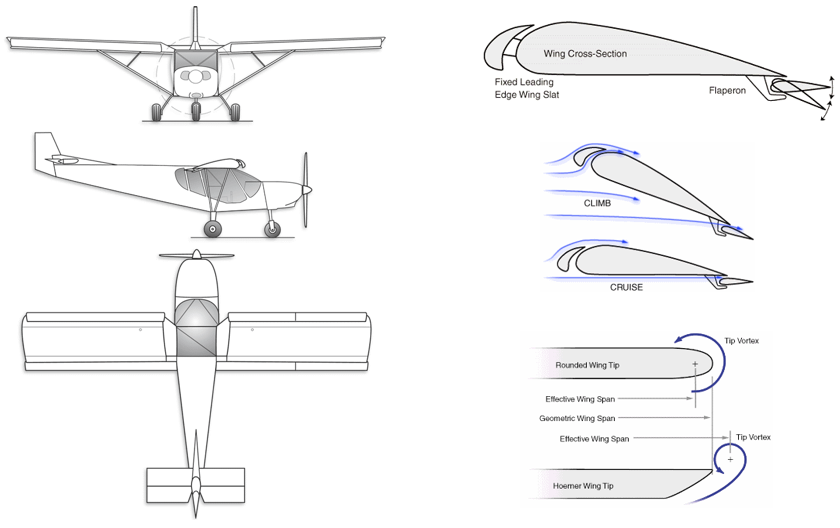 Wing Cross-Section
Fixed Leading
Edge Wing Slat
Flaperon
CLIMB
CRUISE
Tip Vortex
Rounded Wing Tip
Effective Wing Span
Geometric Wing Span
Effective Wing Span
Tip Vortex
Hoerner Wing Tip